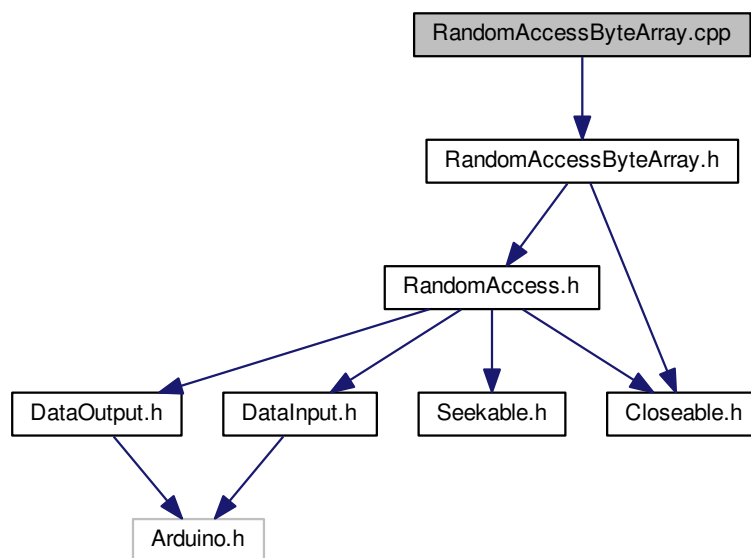 RandomAccessByteArray.cpp
RandomAccessByteArray.h
RandomAccess.h
DataOutput.h
DataInput.h
Seekable.h
Closeable.h
Arduino.h